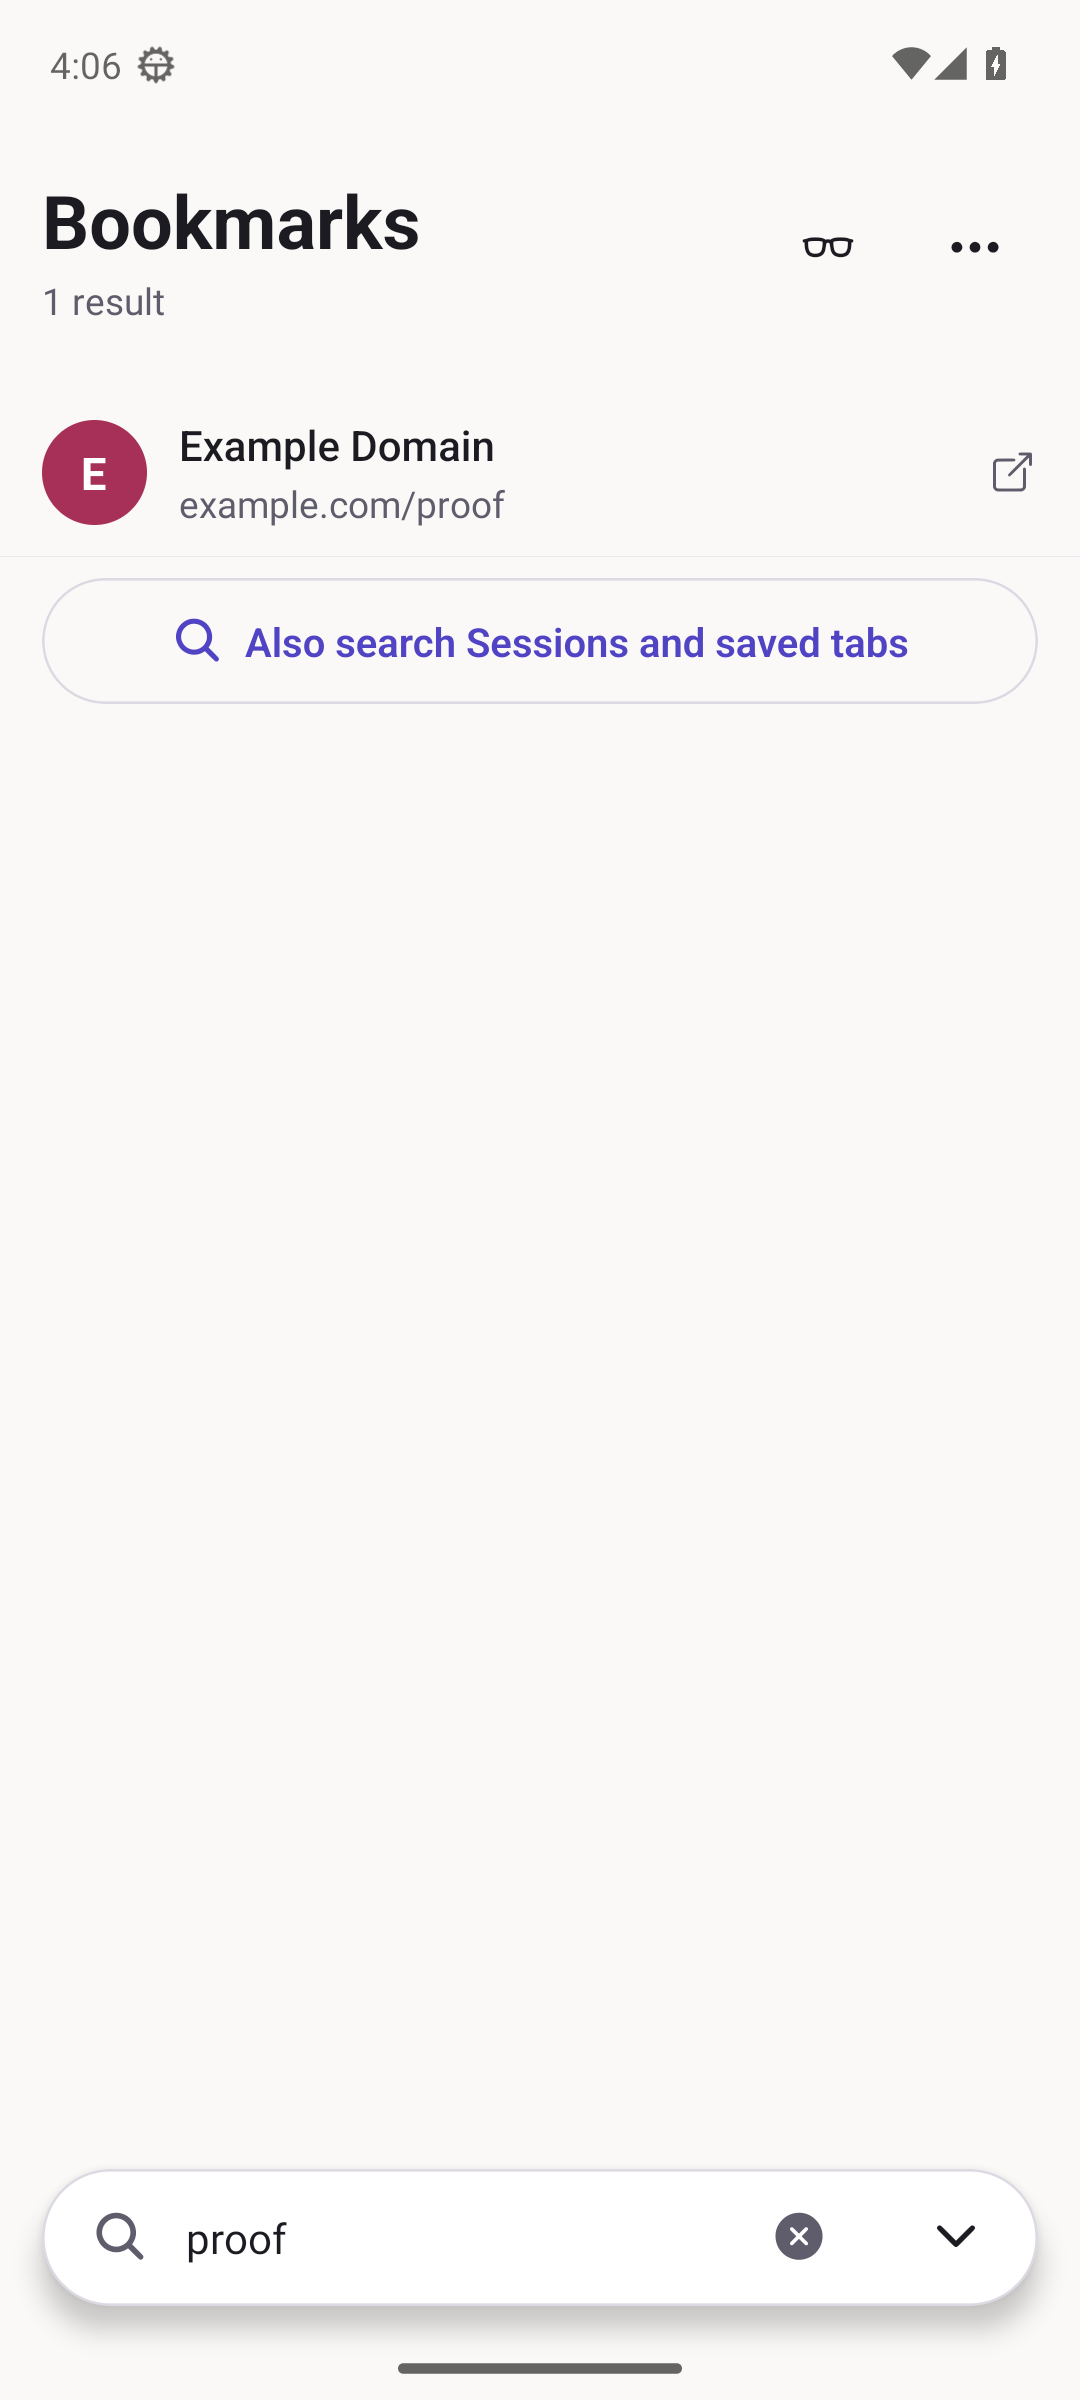 4:06
Bookmarks
1 result
E
Example Domain
example.com/proof
Also search Sessions and saved tabs
proof